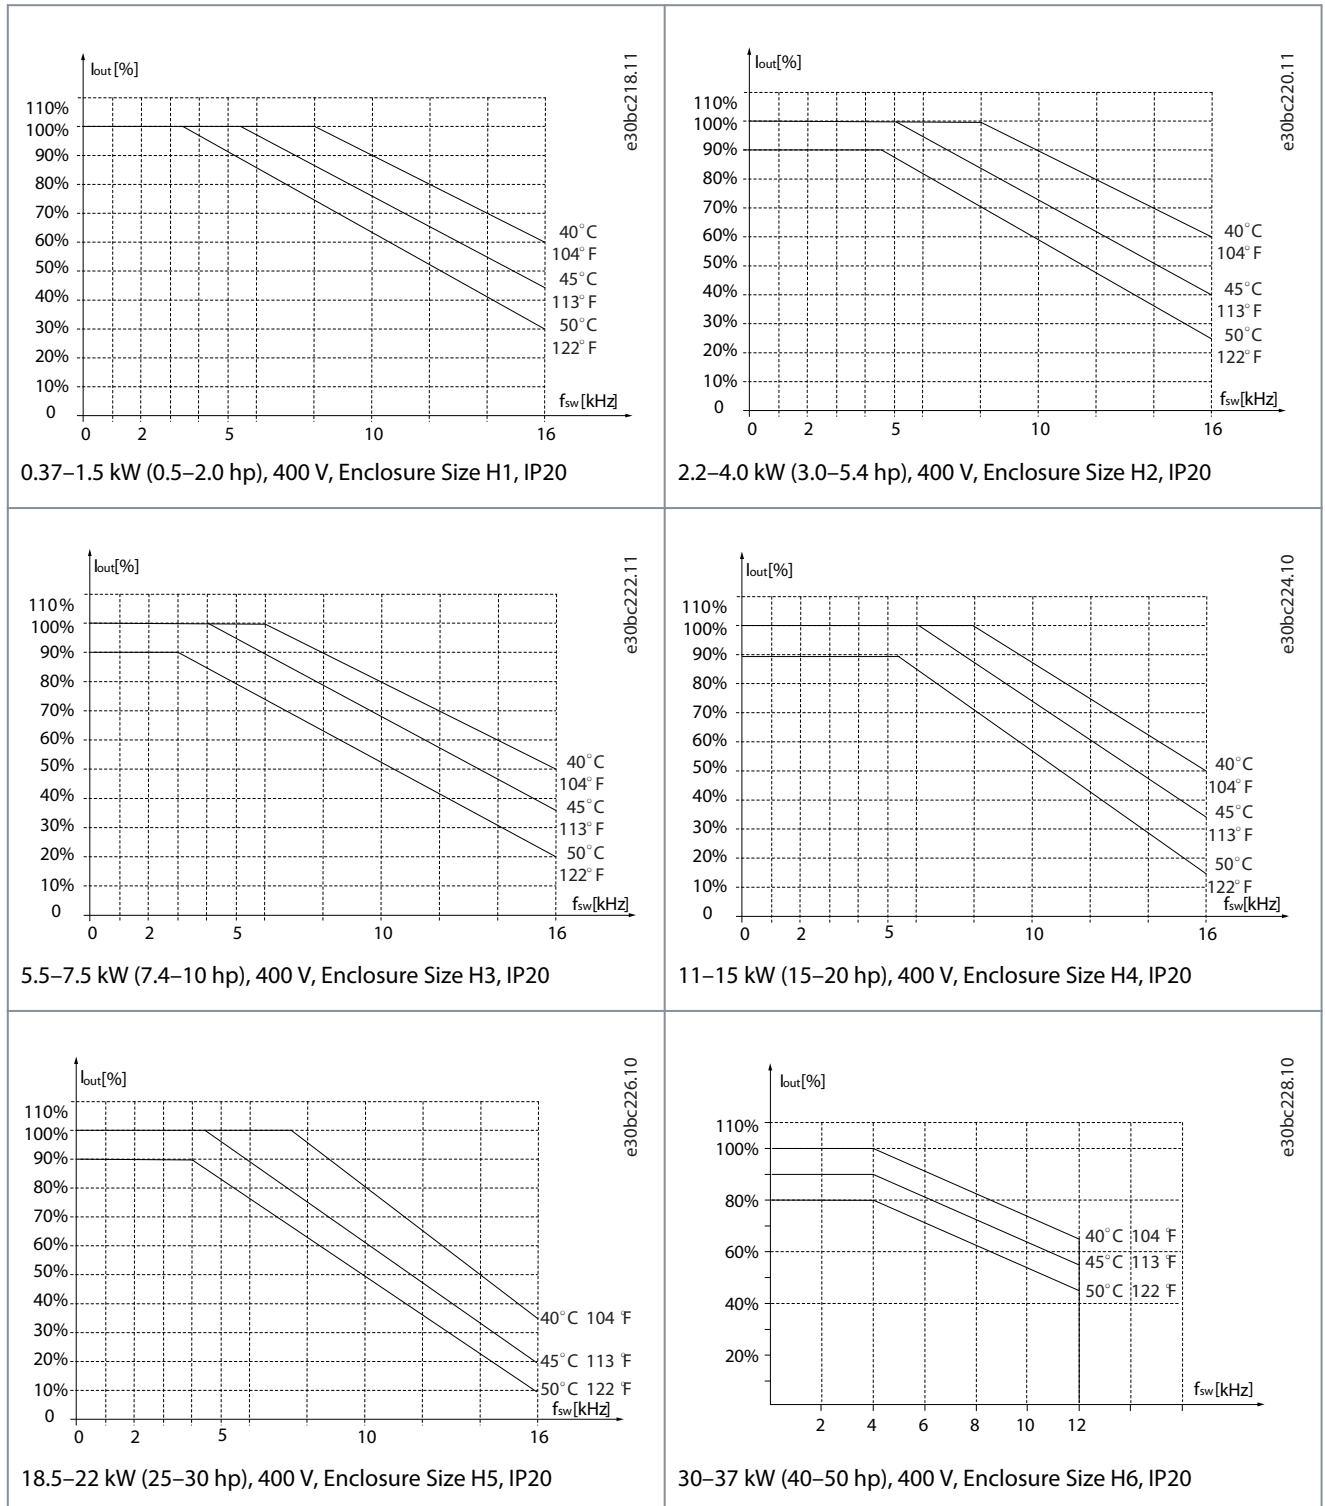 Iout [%]
e30bc218.11
110%
100%
90%
80%
70%
60%
50%
40%
30%
20%
10%
0
40°C
104°F
45°C
113°F
50°C
122°F
fsw[kHz]
0 2 5 10 16
0.37–1.5 kW (0.5–2.0 hp), 400 V, Enclosure Size H1, IP20
Iout [%]
e30bc220.11
110%
100%
90%
80%
70%
60%
50%
40%
30%
20%
10%
0
40°C
104°F
45°C
113°F
50°C
122°F
fsw[kHz]
0 2 5 10 16
2.2–4.0 kW (3.0–5.4 hp), 400 V, Enclosure Size H2, IP20
Iout[%]
e30bc222.11
110%
100%
90%
80%
70%
60%
50%
40%
30%
20%
10%
0
40°C
104°F
45°C
113°F
50°C
122°F
fsw[kHz]
0 2 5 10 16
5.5–7.5 kW (7.4–10 hp), 400 V, Enclosure Size H3, IP20
Iout[%]
e30bc224.10
110%
100%
90%
80%
70%
60%
50%
40%
30%
20%
10%
0
40°C
104°F
45°C
113°F
50°C
122°F
fsw[kHz]
0 2 5 10 16
11–15 kW (15–20 hp), 400 V, Enclosure Size H4, IP20
Iout[%]
e30bc226.10
110%
100%
90%
80%
70%
60%
50%
40%
30%
20%
10%
0
40°C 104°F
45°C 113°F
50°C 122°F
fsw[kHz]
0 2 5 10 16
18.5–22 kW (25–30 hp), 400 V, Enclosure Size H5, IP20
Iout[%]
e30bc228.10
110%
100%
80%
60%
40%
20%
40°C 104°F
45°C 113°F
50°C 122°F
fsw[kHz]
2 4 6 8 10 12
30–37 kW (40–50 hp), 400 V, Enclosure Size H6, IP20